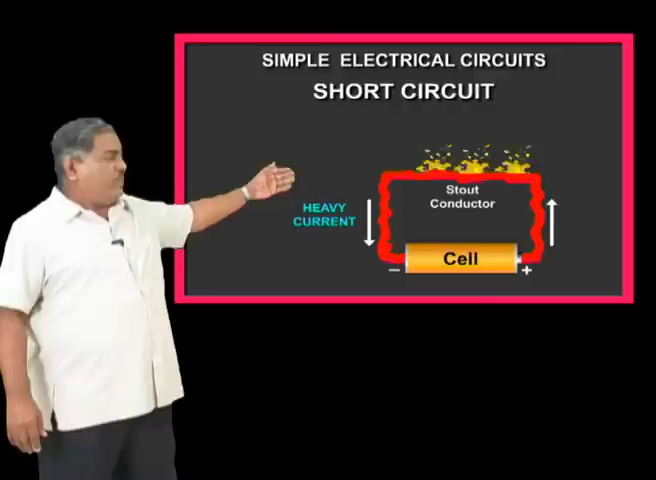 SIMPLE ELECTRICAL CIRCUITS
SHORT CIRCUIT
Stout
Conductor
HEAVY
CURRENT
Cell
− +